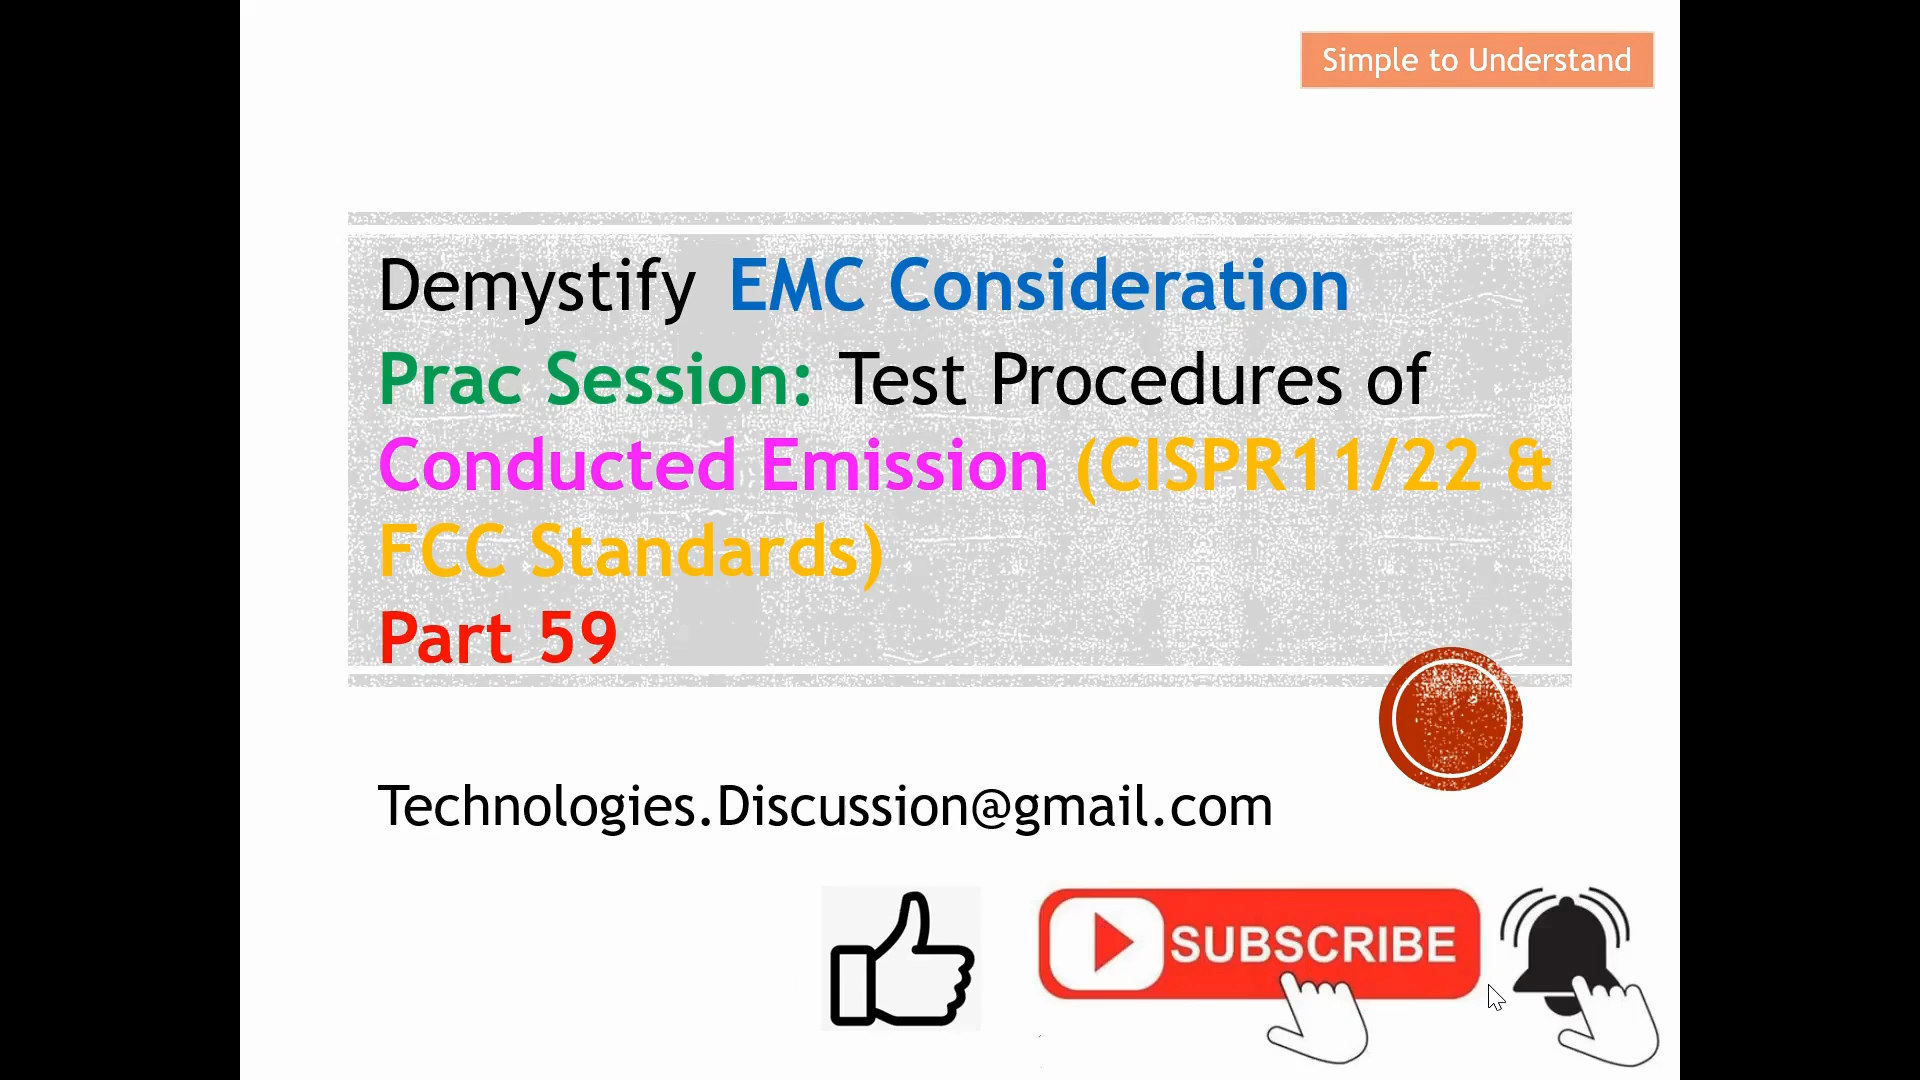 Simple to Understand
Demystify EMC Consideration
Prac Session: Test Procedures of
Conducted Emission (CISPR11/22 &
FCC Standards)
Part 59
Technologies.Discussion@gmail.com
SUBSCRIBE